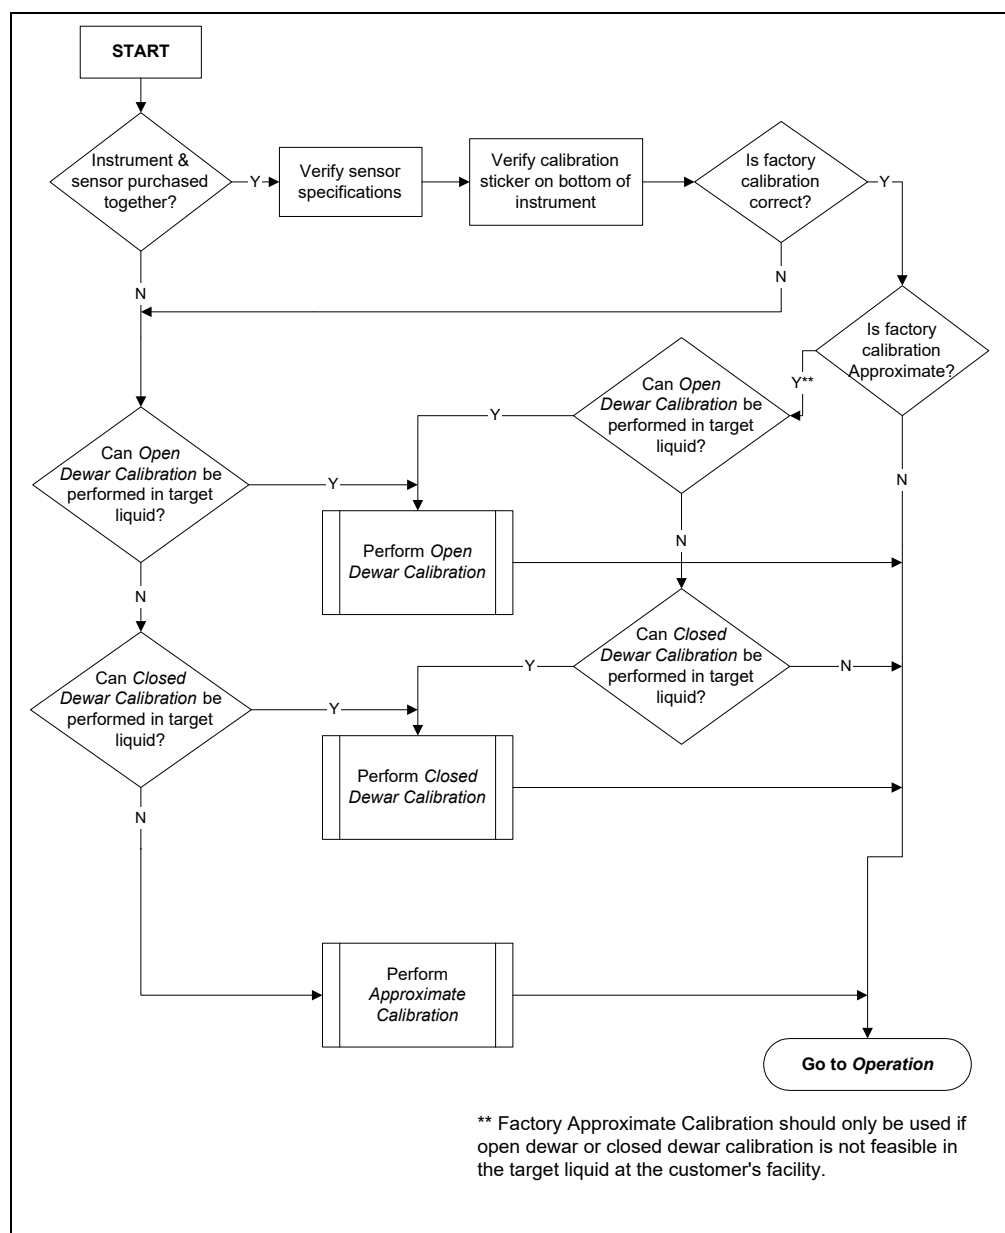 START
Instrument &
sensor purchased
together?
Y
Verify sensor
specifications
Verify calibration
sticker on bottom of
instrument
Is factory
calibration
correct?
Y
N
N
Is factory
calibration
Approximate?
Y**
N
Can Open
Dewar Calibration be
performed in target
liquid?
Y
N
Can Open
Dewar Calibration be
performed in target
liquid?
Y
N
Perform Open
Dewar Calibration
Can Closed
Dewar Calibration be
performed in target
liquid?
Y
N
Can Closed
Dewar Calibration be
performed in target
liquid?
Y
N
Perform Closed
Dewar Calibration
Perform
Approximate
Calibration
Go to Operation
** Factory Approximate Calibration should only be used if
open dewar or closed dewar calibration is not feasible in
the target liquid at the customer's facility.